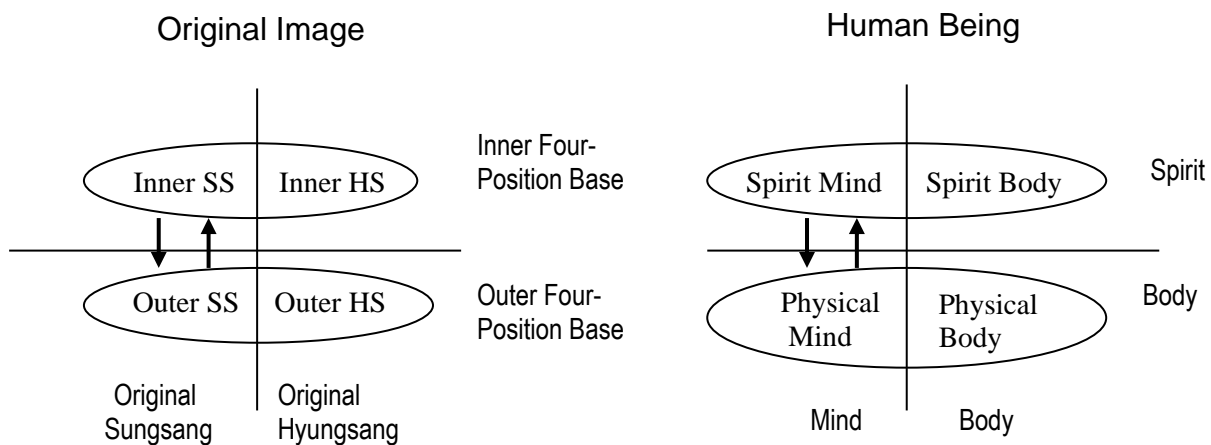 Original Image
Inner SS
Inner HS
Inner Four-
Position Base
Outer SS
Outer HS
Outer Four-
Position Base
Original
Sungsang
Original
Hyungsang
Human Being
Spirit Mind
Spirit Body
Spirit
Physical
Mind
Physical
Body
Body
Mind
Body